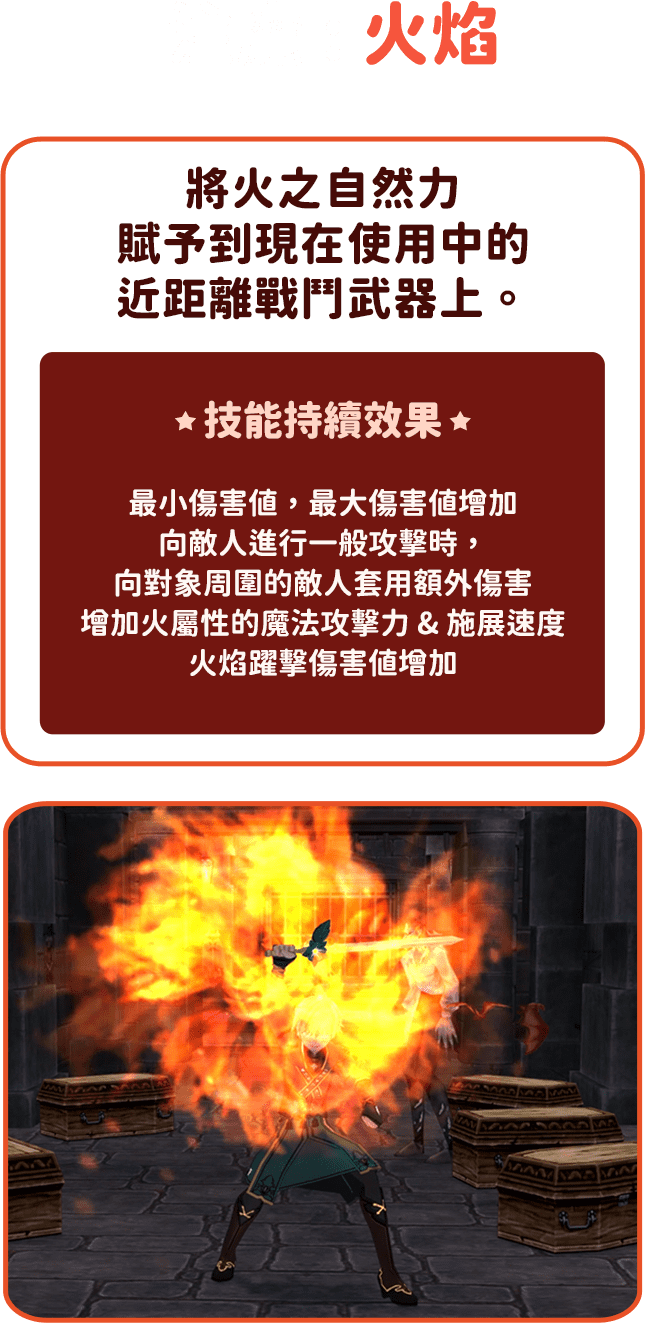 火焰
將火之自然力
賦予到現在使用中的
近距離戰鬥武器上。
★技能持續效果★
最小傷害值，最大傷害值增加
向敵人進行一般攻擊時，
向對象周圍的敵人套用額外傷害
增加火屬性的魔法攻擊力 & 施展速度
火焰躍擊傷害值增加